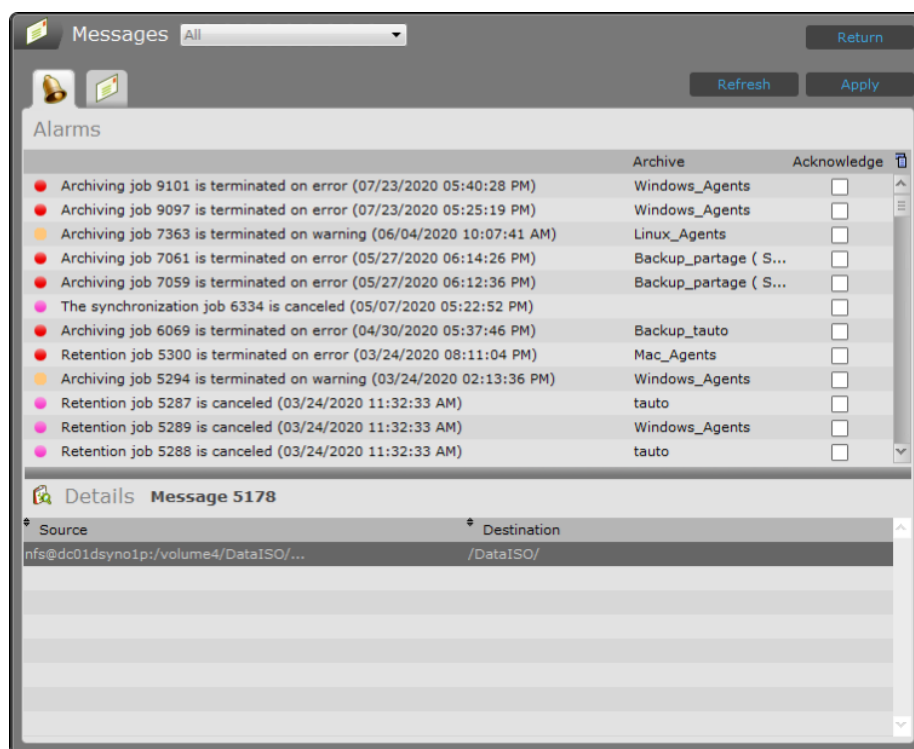 Messages All
Return
Refresh Apply
Alarms
Archive Acknowledge
Archiving job 9101 is terminated on error (07/23/2020 05:40:28 PM) Windows_Agents
Archiving job 9097 is terminated on error (07/23/2020 05:25:19 PM) Windows_Agents
Archiving job 7363 is terminated on warning (06/04/2020 10:07:41 AM) Linux_Agents
Archiving job 7061 is terminated on error (05/27/2020 06:14:26 PM) Backup_partage ( S...
Archiving job 7059 is terminated on error (05/27/2020 06:12:36 PM) Backup_partage ( S...
The synchronization job 6334 is canceled (05/07/2020 05:22:52 PM)
Archiving job 6069 is terminated on error (04/30/2020 05:37:46 PM) Backup_tauto
Retention job 5300 is terminated on error (03/24/2020 08:11:04 PM) Mac_Agents
Archiving job 5294 is terminated on warning (03/24/2020 02:13:36 PM) Windows_Agents
Retention job 5287 is canceled (03/24/2020 11:32:33 AM) tauto
Retention job 5289 is canceled (03/24/2020 11:32:33 AM) Windows_Agents
Retention job 5288 is canceled (03/24/2020 11:32:33 AM) tauto
Details Message 5178
Source Destination
nfs@dc01dsyno1p:/volume4/DataISO/... /DataISO/